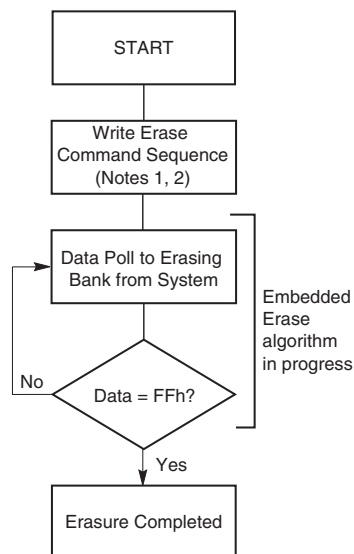 START
Write Erase
Command Sequence
(Notes 1, 2)
Data Poll to Erasing
Bank from System
Embedded
Erase
algorithm
in progress
No
Data = FFh?
Yes
Erasure Completed